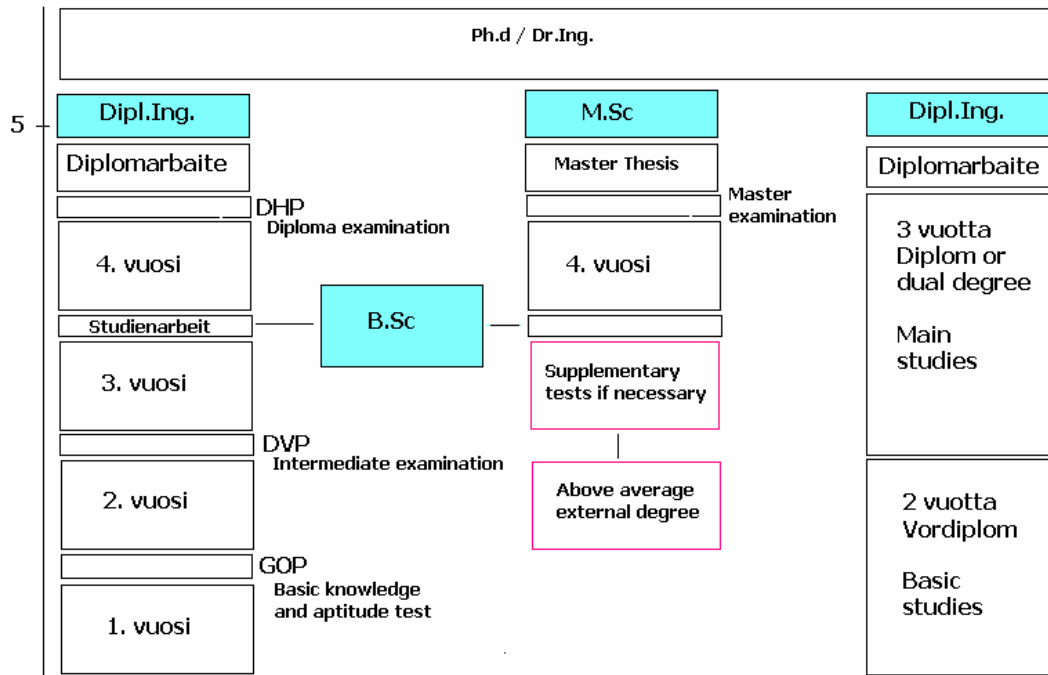 Ph.d / Dr.Ing.
5
Dipl.Ing.
Diplomarbaite
DHP
Diploma examination
4. vuosi
Studienarbeit
3. vuosi
DVP
Intermediate examination
2. vuosi
GOP
Basic knowledge
and aptitude test
1. vuosi
B.Sc
M.Sc
Master Thesis
Master
examination
4. vuosi
Supplementary
tests if necessary
Above average
external degree
Dipl.Ing.
Diplomarbaite
3 vuotta
Diplom or
dual degree
Main
studies
2 vuotta
Vordiplom
Basic
studies